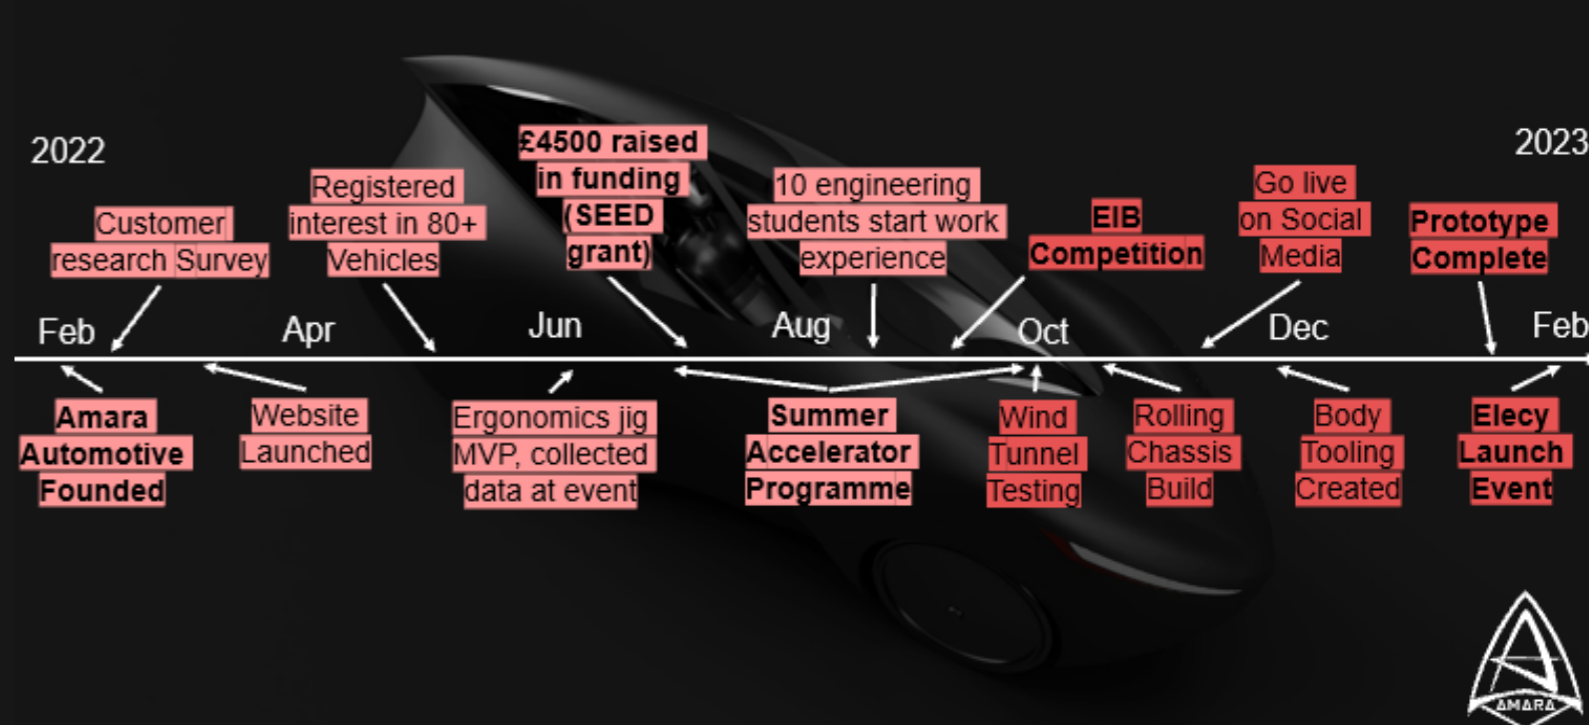 2022
2023
Customer
research Survey
Registered
interest in 80+
Vehicles
£4500 raised
in funding
(SEED
grant)
10 engineering
students start work
experience
EIB
Competition
Go live
on Social
Media
Prototype
Complete
Feb
Apr
Jun
Aug
Oct
Dec
Feb
Amara
Automotive
Founded
Website
Launched
Ergonomics jig
MVP, collected
data at event
Summer
Accelerator
Programme
Wind
Tunnel
Testing
Rolling
Chassis
Build
Body
Tooling
Created
Elecy
Launch
Event
AMARA